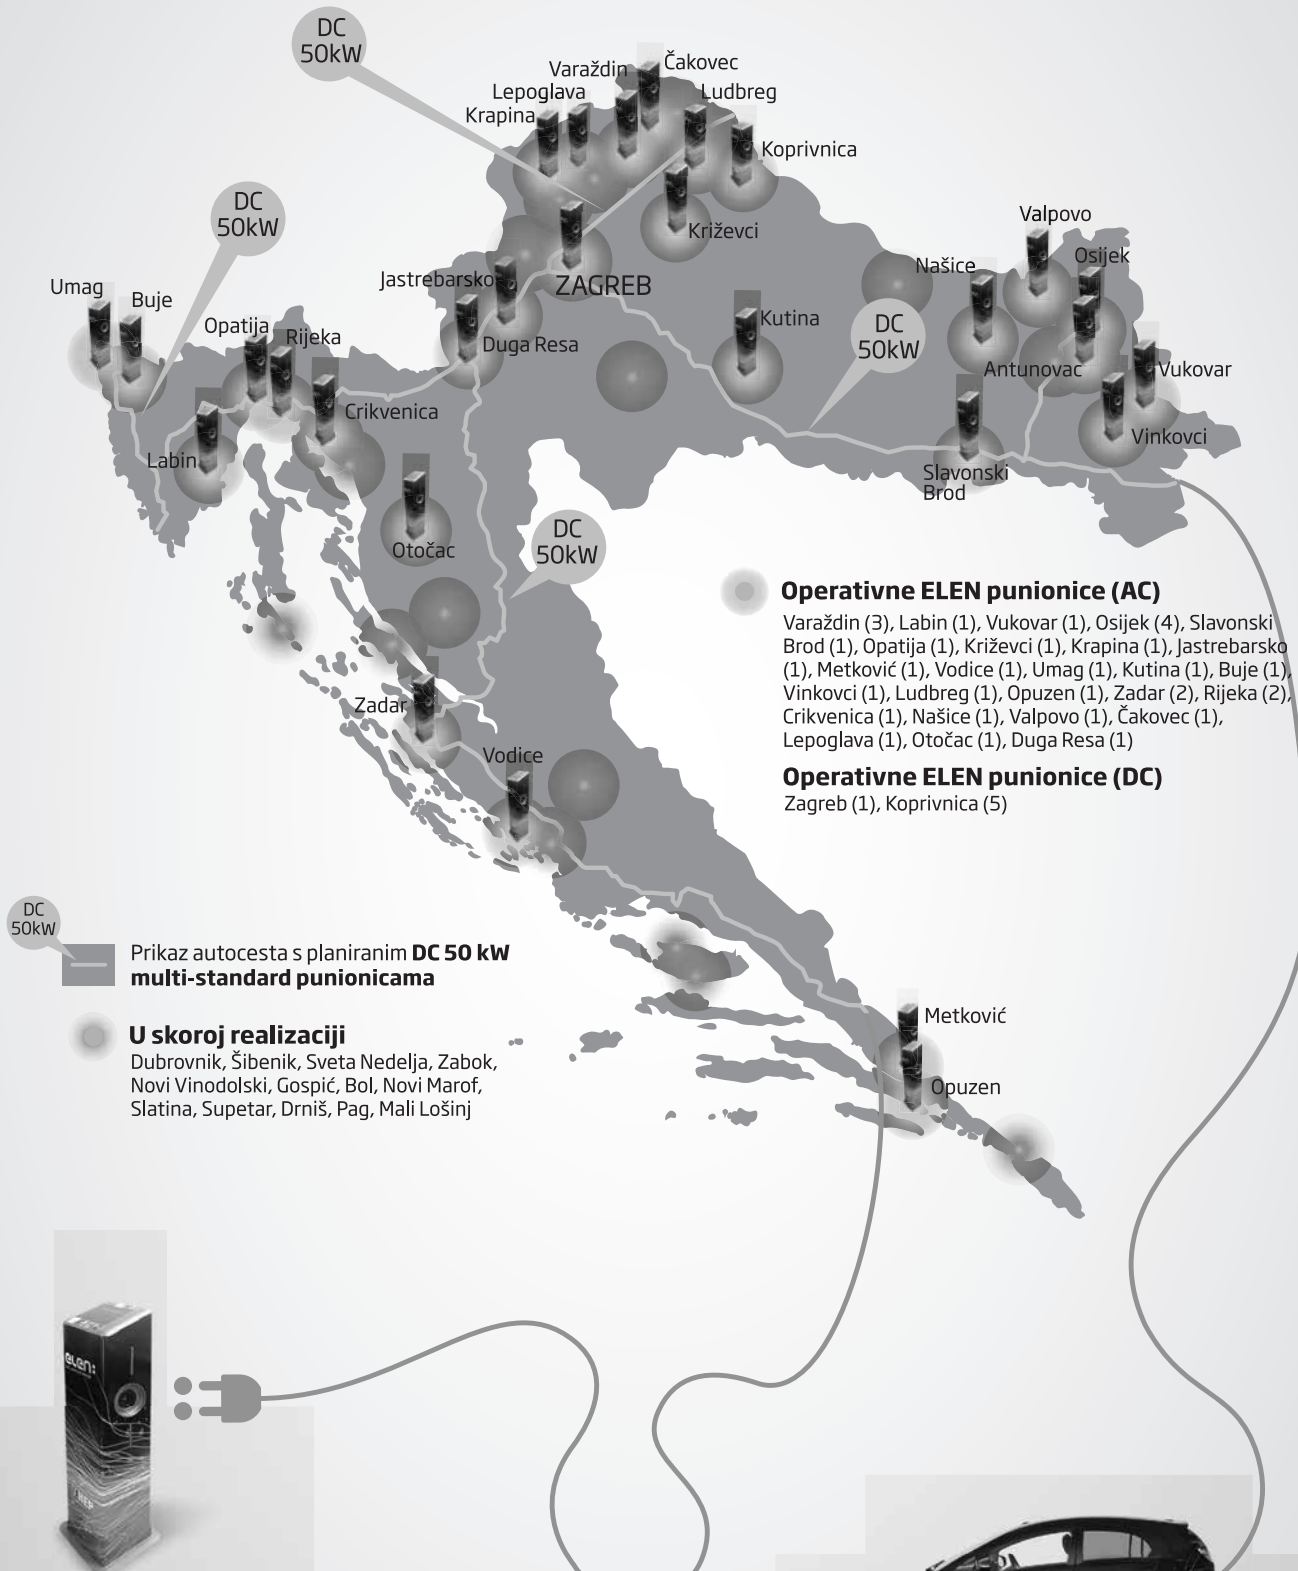 DC
50kW
Čakovec
Varaždin
Lepoglava
Ludbreg
Krapina
Koprivnica
DC
50kW
Valpovo
Križevci
Osijek
Našice
Jastrebarsko
ZAGREB
Umag
Buje
Opatija
Rijeka
Kutina
DC
50kW
Duga Resa
Antunovac
Vukovar
Crikvenica
Vinkovci
Labin
Slavonski
Brod
DC
50kW
Otočac
Operativne ELEN punionice (AC)
Varaždin (3), Labin (1), Vukovar (1), Osijek (4), Slavonski
Brod (1), Opatija (1), Križevci (1), Krapina (1), Jastrebarsko
(1), Metković (1), Vodice (1), Umag (1), Kutina (1), Buje (1),
Vinkovci (1), Ludbreg (1), Opuzen (1), Zadar (2), Rijeka (2),
Crikvenica (1), Našice (1), Valpovo (1), Čakovec (1),
Lepoglava (1), Otočac (1), Duga Resa (1)
Operativne ELEN punionice (DC)
Zagreb (1), Koprivnica (5)
Zadar
Vodice
DC
50kW
Prikaz autocesta s planiranim DC 50 kW
multi-standard punionicama
U skoroj realizaciji
Dubrovnik, Šibenik, Sveta Nedelja, Zabok,
Novi Vinodolski, Gospić, Bol, Novi Marof,
Slatina, Supetar, Drniš, Pag, Mali Lošinj
Metković
Opuzen
elen:
HEP